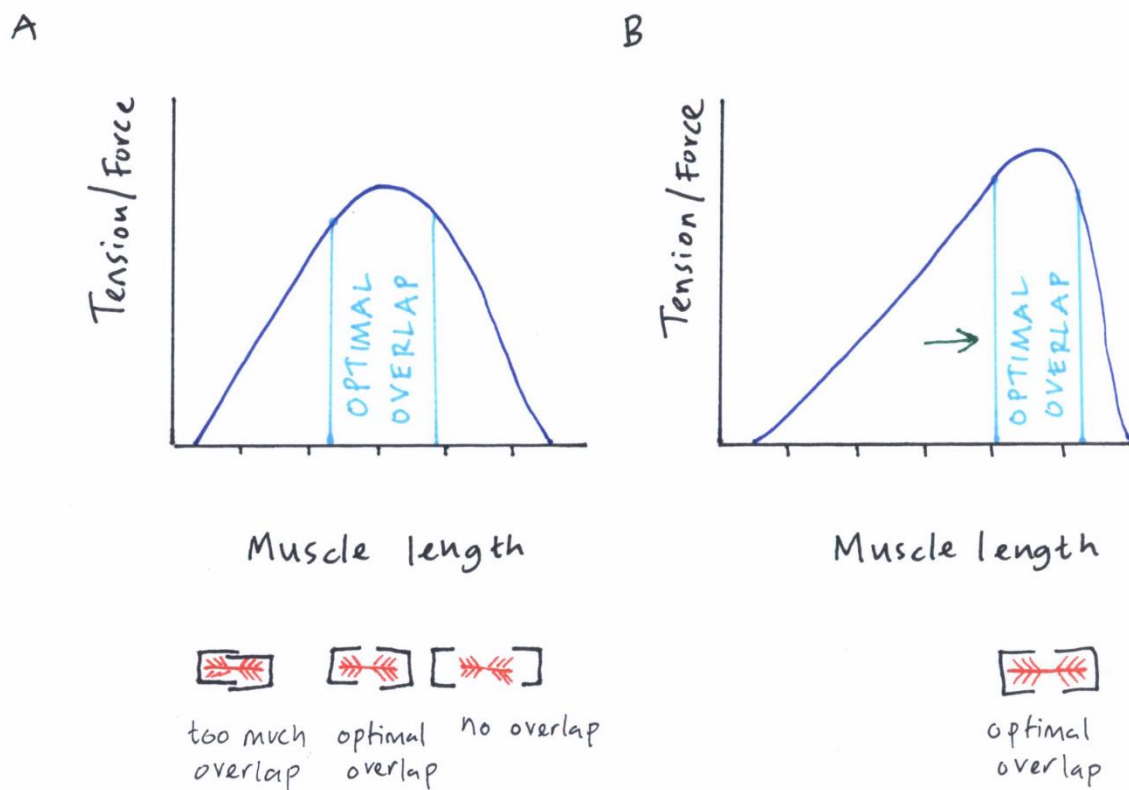 A
Tension/Force
OPTIMAL
OVERLAP
Muscle length
too much
overlap
optimal
overlap
no overlap
B
Tension/Force
OPTIMAL
OVERLAP
Muscle length
optimal
overlap